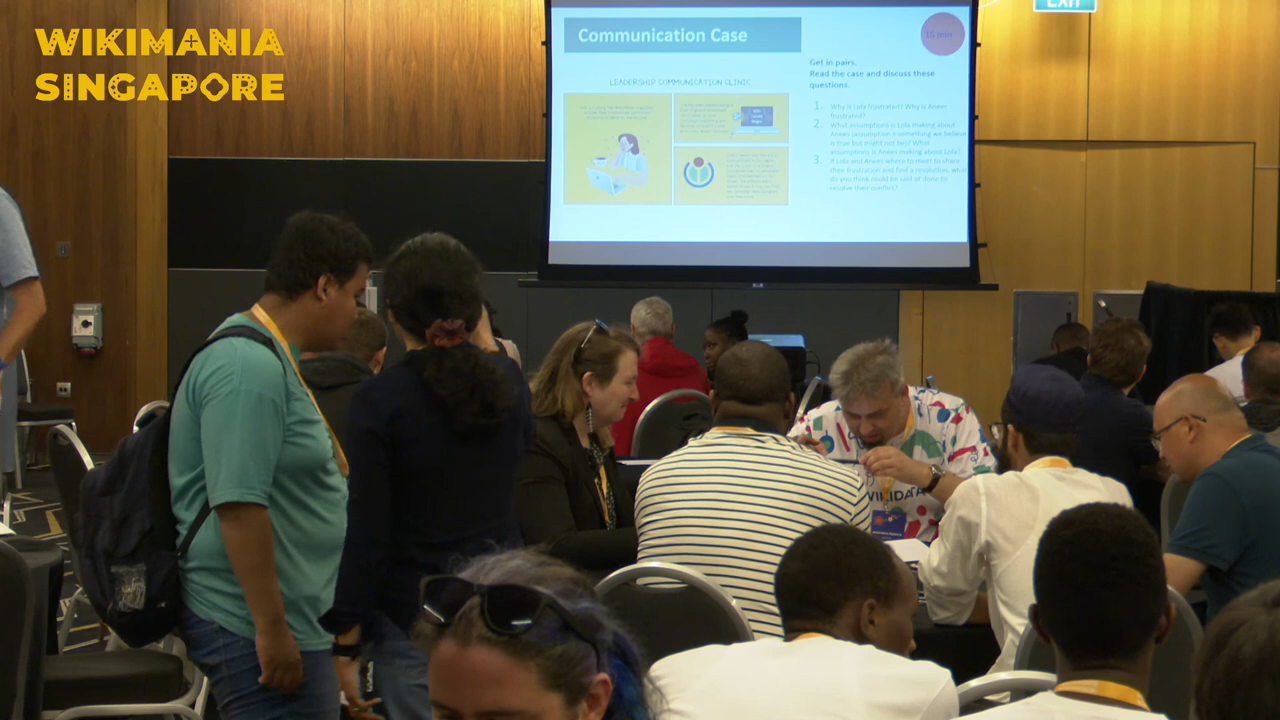 WIKIMANIA
SINGAPORE
EXIT
Communication Case
15 min
LEADERSHIP COMMUNICATION CLINIC
Get in pairs.
Read the case and discuss these
questions.
1. Why is Lola frustrated? Why is Anees
frustrated?
2. What assumptions is Lola making about
Anees (assumption = something we believe
is true but might not be)? What
assumptions is Anees making about Lola?
3. If Lola and Anees where to meet to share
their frustration and find a resolution, what
do you think could be said or done to
resolve their conflict?
WIKIDATA